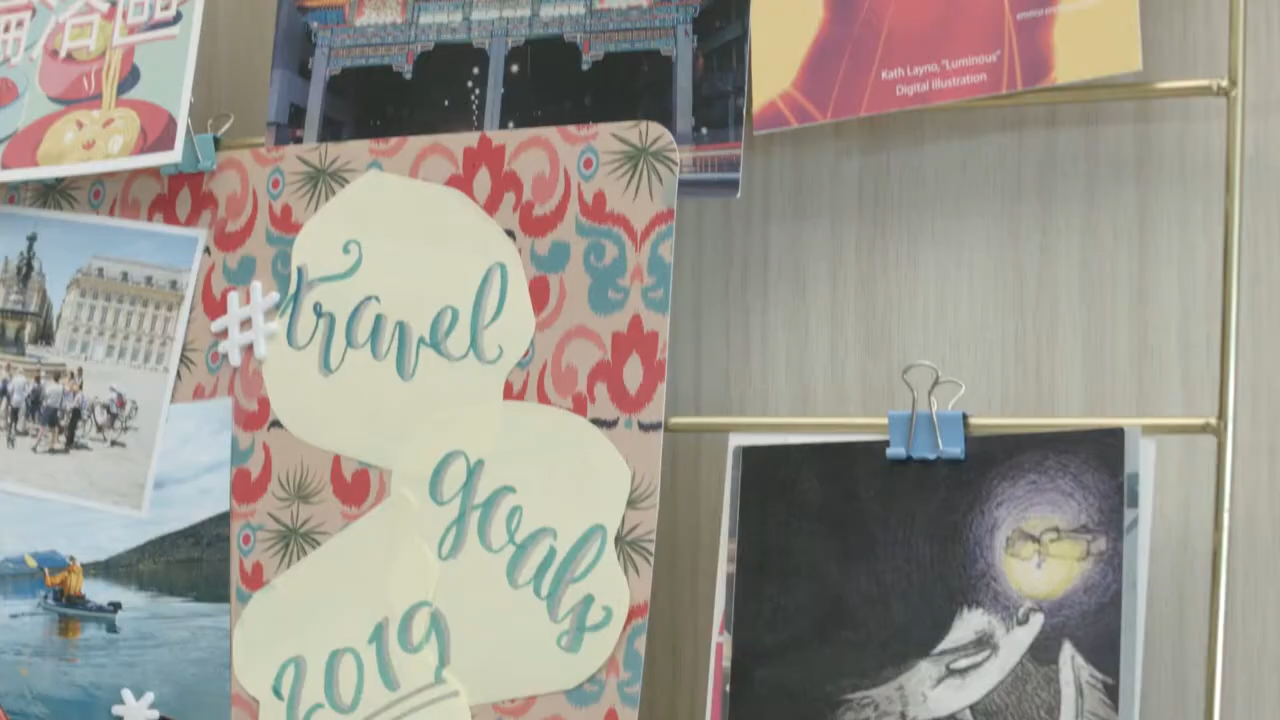 Kath Layno, "Luminous"
Digital Illustration
#travel
goals
2019